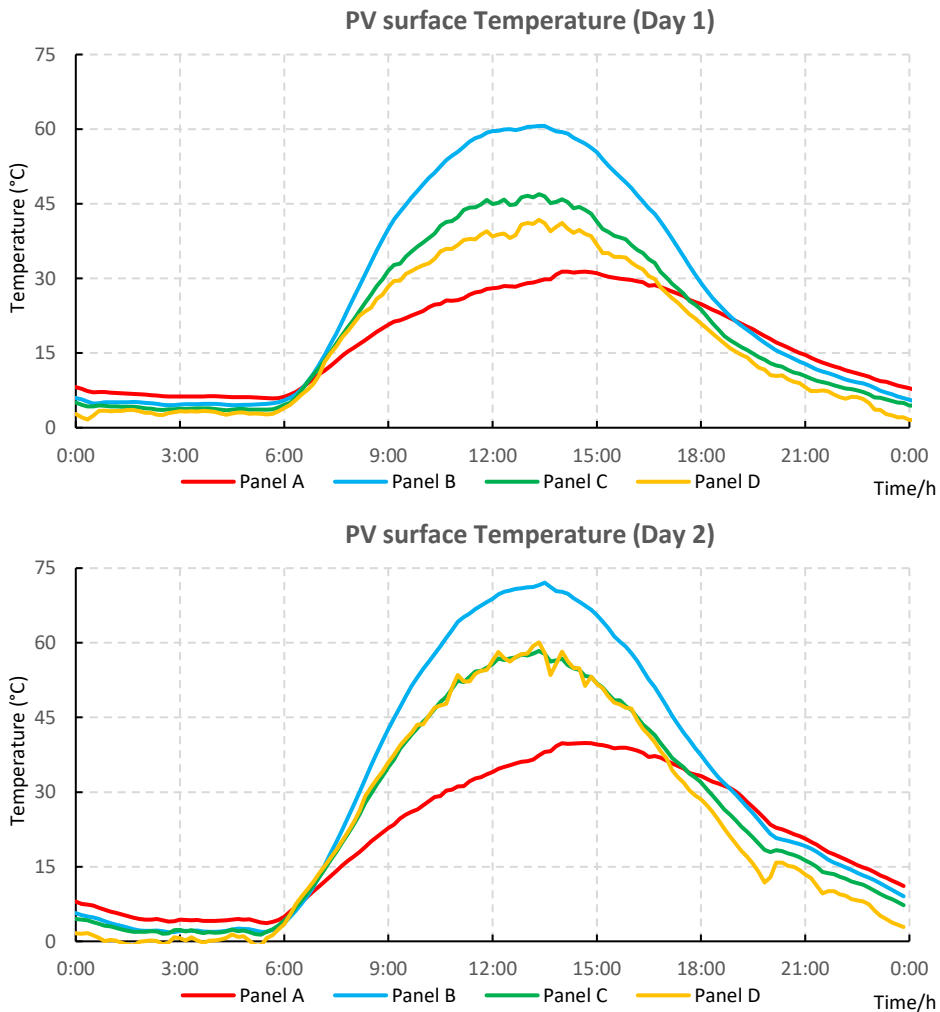 PV surface Temperature (Day 1)
75
60
45
30
15
0
Temperature (°C)
0:00 3:00 6:00 9:00 12:00 15:00 18:00 21:00 0:00
Panel A Panel B Panel C Panel D
Time/h
PV surface Temperature (Day 2)
75
60
45
30
15
0
Temperature (°C)
0:00 3:00 6:00 9:00 12:00 15:00 18:00 21:00 0:00
Panel A Panel B Panel C Panel D
Time/h